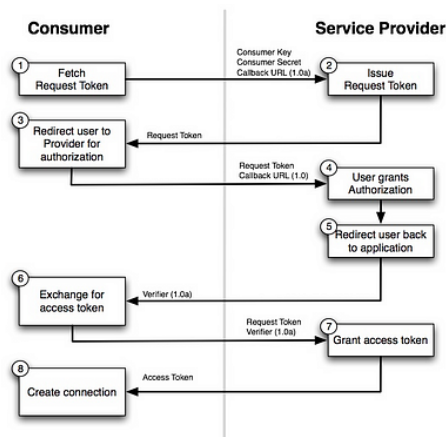 Consumer
Service Provider
1
Fetch
Request Token
Consumer Key
Consumer Secret
Callback URL (1.0a)
2
Issue
Request Token
3
Redirect user to
Provider for
authorization
Request Token
Request Token
Callback URL (1.0)
4
User grants
Authorization
5
Redirect user back
to application
6
Exchange for
access token
Verifier (1.0a)
Request Token
Verifier (1.0a)
7
Grant access token
8
Create connection
Access Token